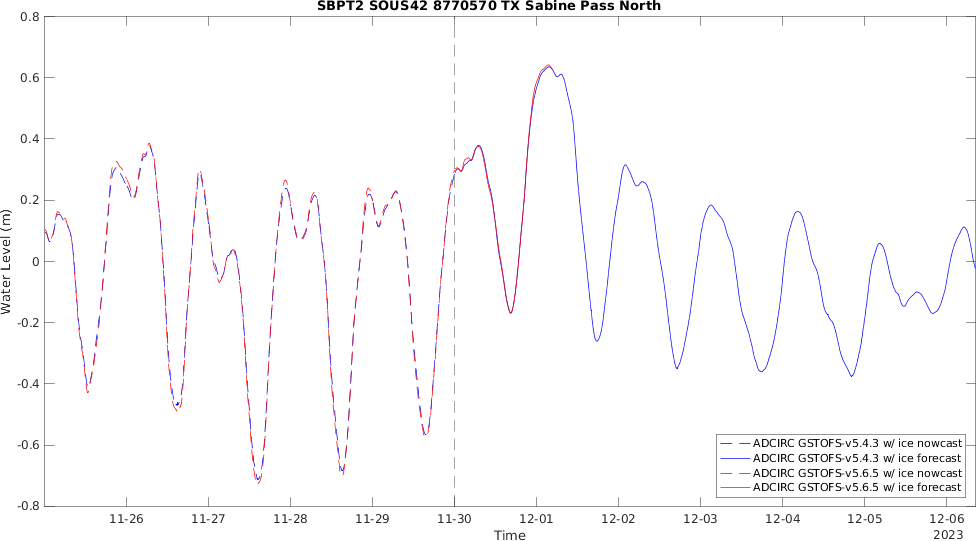 SBPT2 SOUS42 8770570 TX Sabine Pass North
Water Level (m)
0.8
0.6
0.4
0.2
0
-0.2
-0.4
-0.6
-0.8
ADCIRC GSTOFS-v5.4.3 w/ ice nowcast
ADCIRC GSTOFS-v5.4.3 w/ ice forecast
ADCIRC GSTOFS-v5.6.5 w/ ice nowcast
ADCIRC GSTOFS-v5.6.5 w/ ice forecast
11-26 11-27 11-28 11-29 11-30 12-01 12-02 12-03 12-04 12-05 12-06
2023
Time